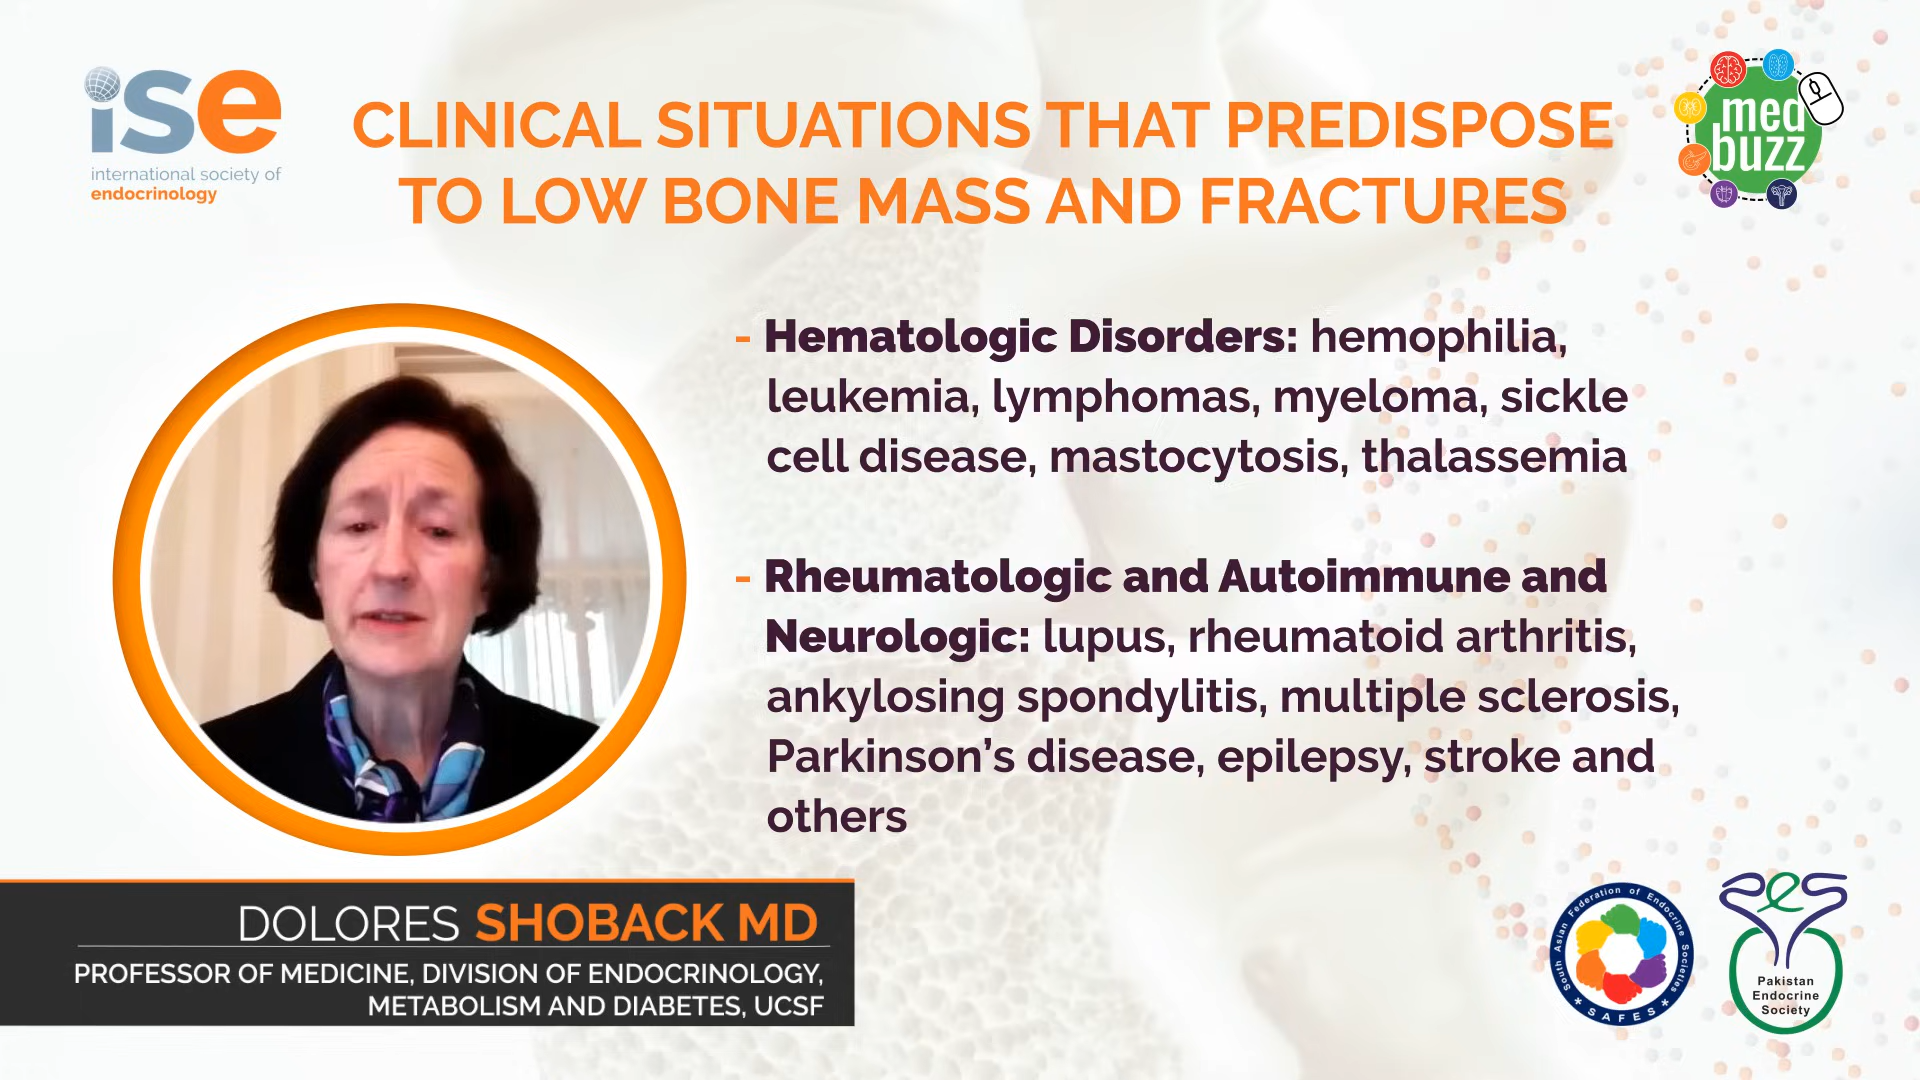 ise
international society of
endocrinology
CLINICAL SITUATIONS THAT PREDISPOSE
TO LOW BONE MASS AND FRACTURES
med
buzz
- Hematologic Disorders: hemophilia,
leukemia, lymphomas, myeloma, sickle
cell disease, mastocytosis, thalassemia
- Rheumatologic and Autoimmune and
Neurologic: lupus, rheumatoid arthritis,
ankylosing spondylitis, multiple sclerosis,
Parkinson’s disease, epilepsy, stroke and
others
DOLORES SHOBACK MD
PROFESSOR OF MEDICINE, DIVISION OF ENDOCRINOLOGY,
METABOLISM AND DIABETES, UCSF
South Asian Federation of Endocrine Societies
SAFES
PES
Pakistan
Endocrine
Society